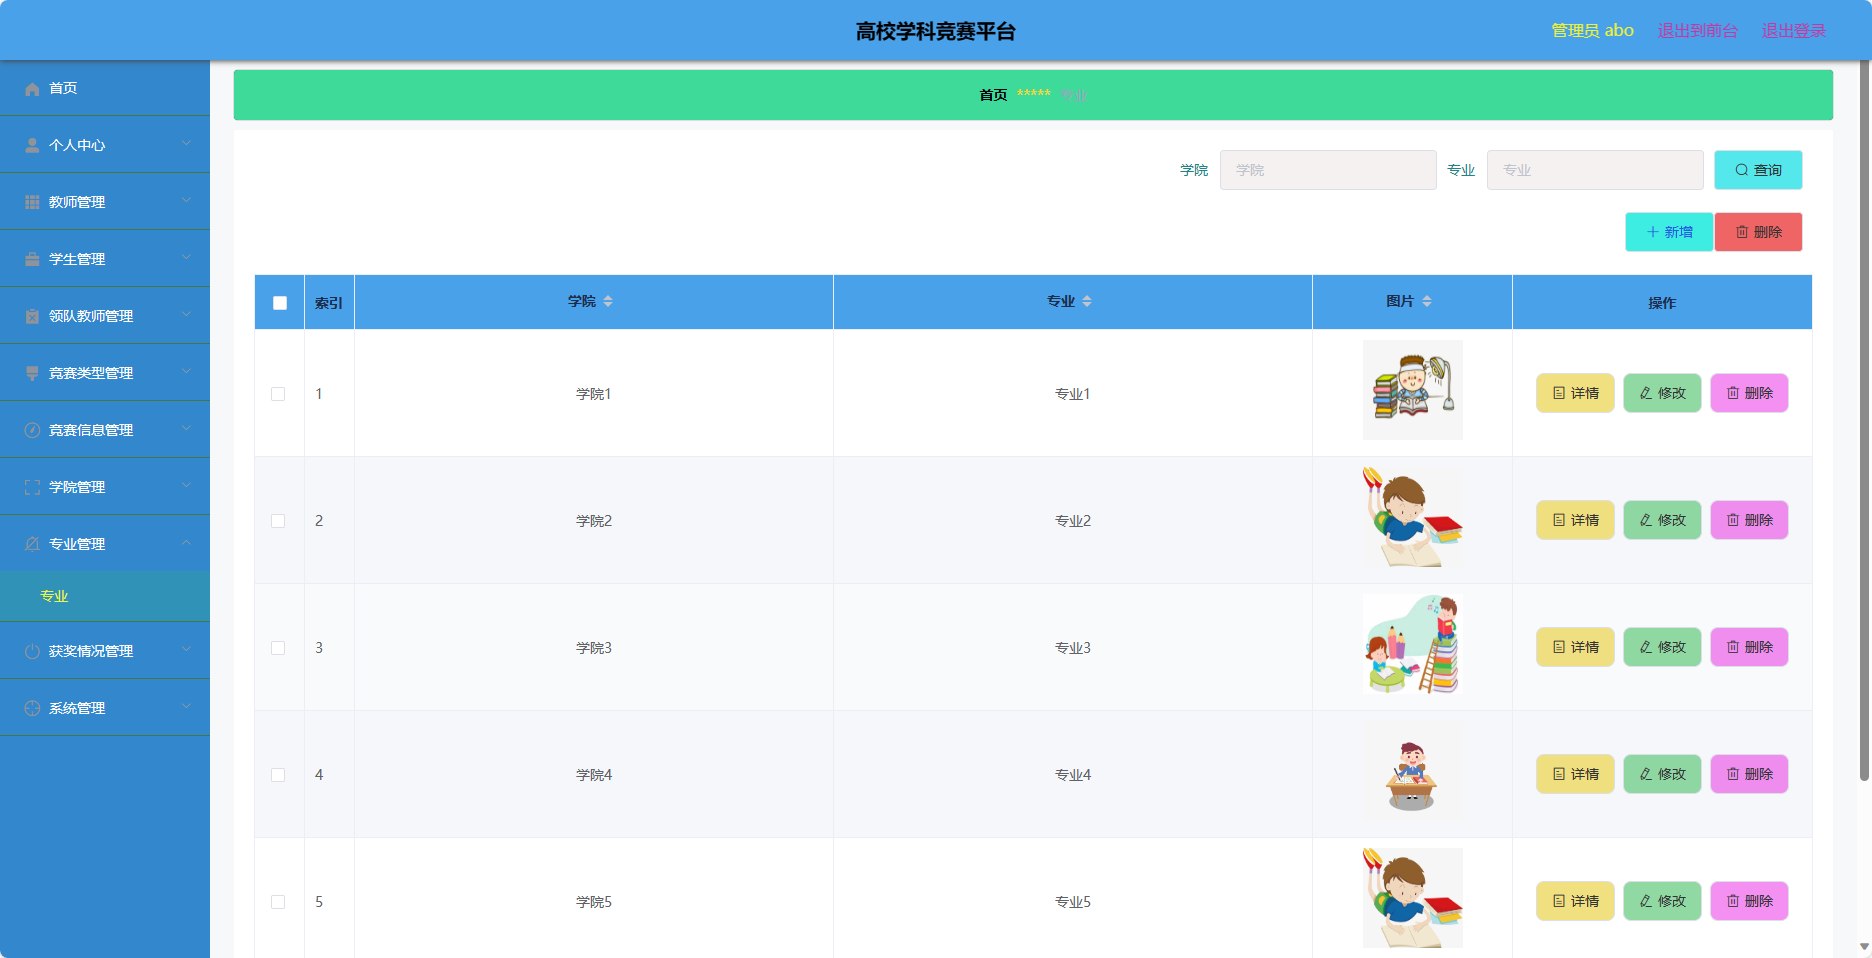 高校学科竞赛平台
管理员 abo 退出到前台 退出登录
首页
个人中心
教师管理
学生管理
领队教师管理
竞赛类型管理
竞赛信息管理
学院管理
专业管理
专业
获奖情况管理
系统管理
首页 ***** 专业
学院 学院 专业 专业 查询
新增 删除
索引 学院 专业 图片 操作
1 学院1 专业1 详情 修改 删除
2 学院2 专业2 详情 修改 删除
3 学院3 专业3 详情 修改 删除
4 学院4 专业4 详情 修改 删除
5 学院5 专业5 详情 修改 删除